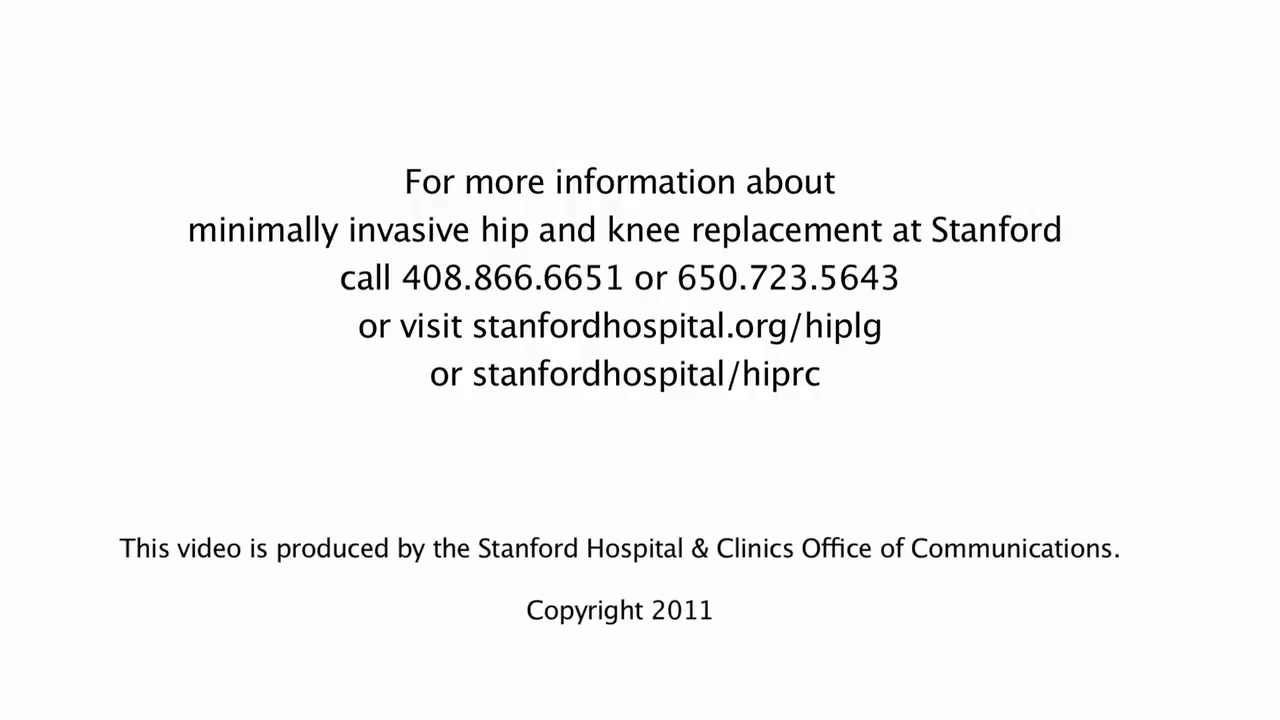 For more information about
minimally invasive hip and knee replacement at Stanford
call 408.866.6651 or 650.723.5643
or visit stanfordhospital.org/hiplg
or stanfordhospital/hiprc
This video is produced by the Stanford Hospital & Clinics Office of Communications.
Copyright 2011